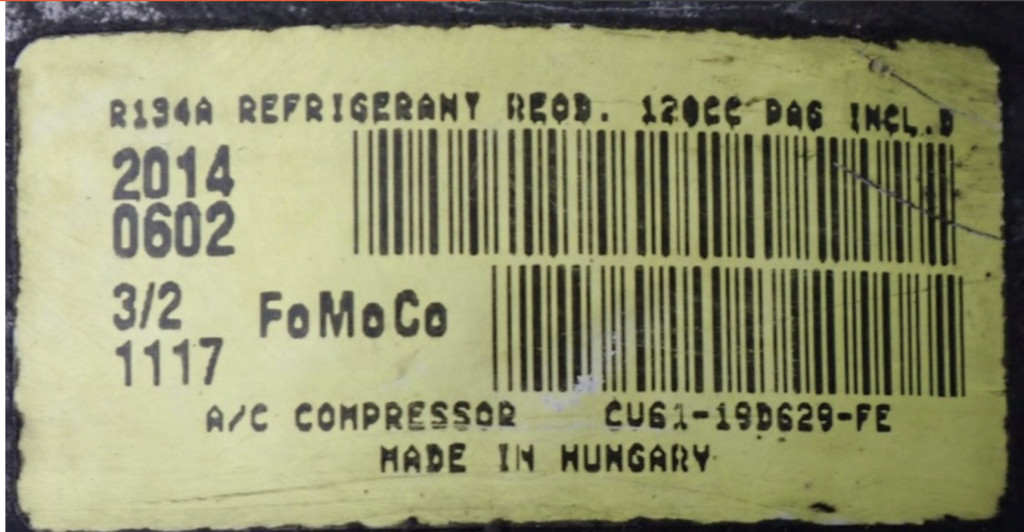 R134A REFRIGERANT REQD. 120CC PAG INCL.D
2014
0602
3/2
FoMoCo
1117
A/C COMPRESSOR CU61-19D629-FE
MADE IN HUNGARY